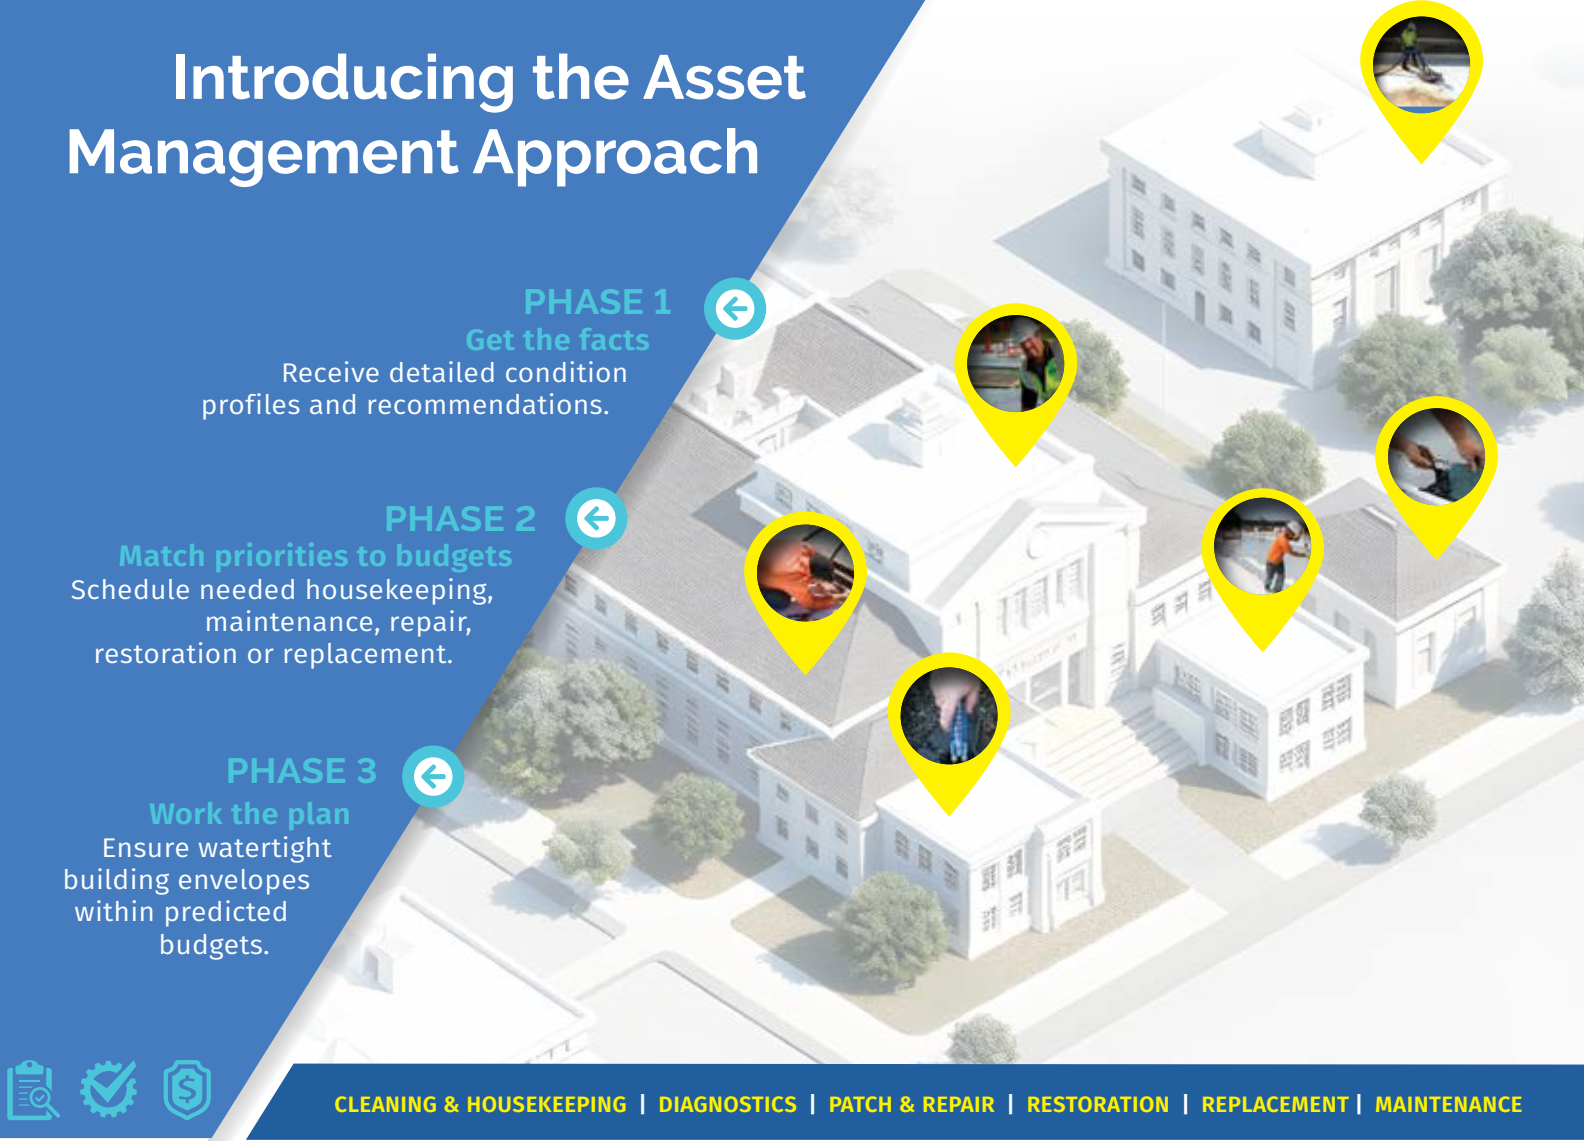 Introducing the Asset
Management Approach
PHASE 1
Get the facts
Receive detailed condition
profiles and recommendations.
PHASE 2
Match priorities to budgets
Schedule needed housekeeping,
maintenance, repair,
restoration or replacement.
PHASE 3
Work the plan
Ensure watertight
building envelopes
within predicted
budgets.
CLEANING & HOUSEKEEPING | DIAGNOSTICS | PATCH & REPAIR | RESTORATION | REPLACEMENT | MAINTENANCE